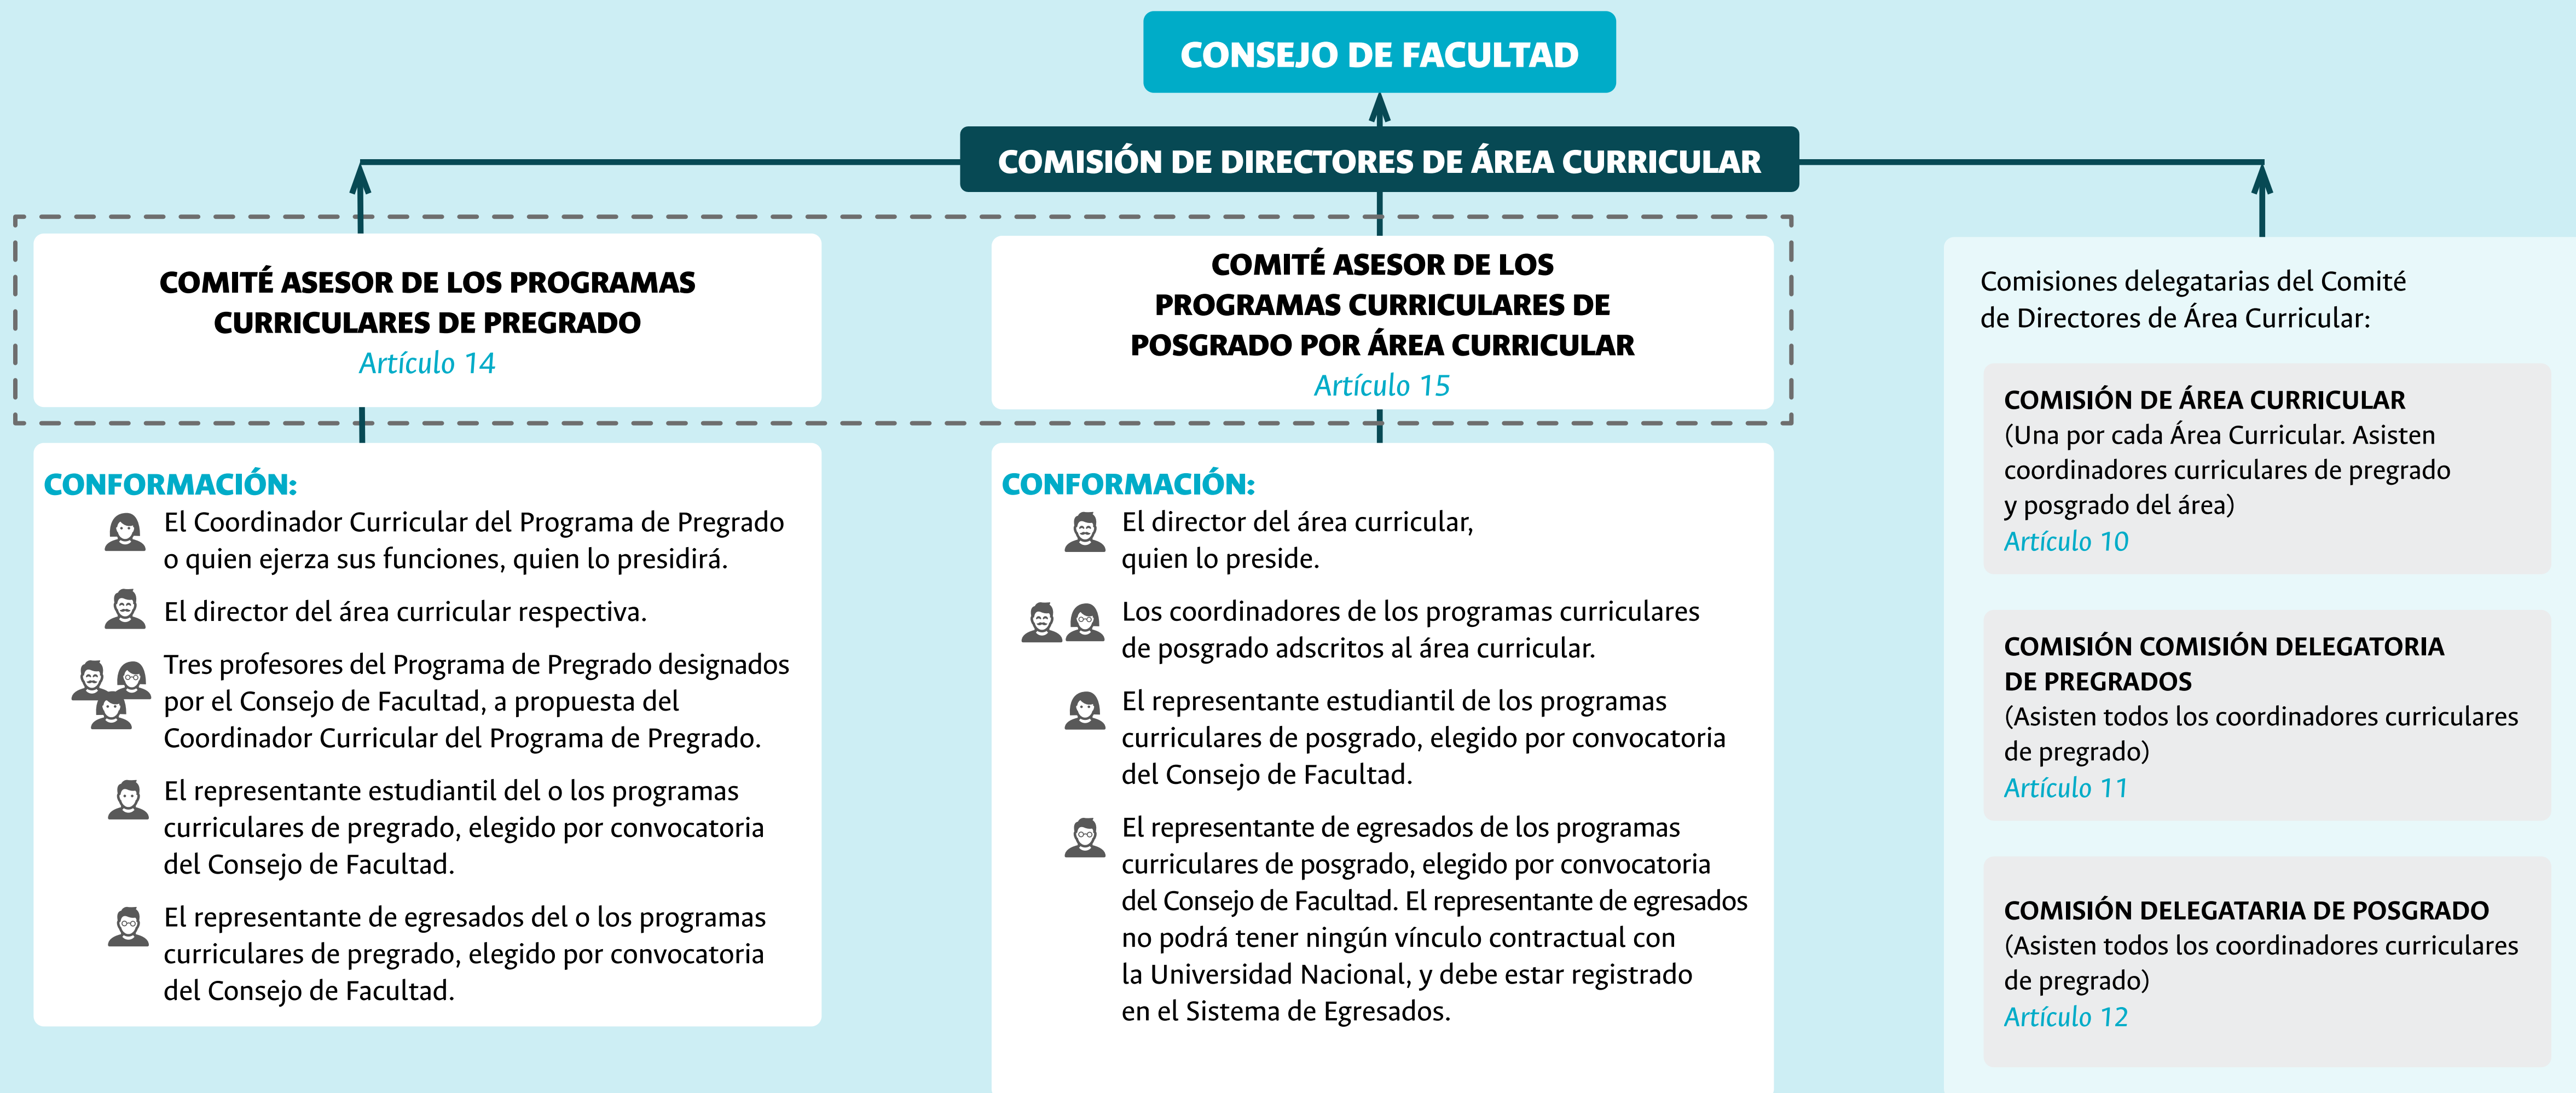 CONSEJO DE FACULTAD
COMISIÓN DE DIRECTORES DE ÁREA CURRICULAR
COMITÉ ASESOR DE LOS PROGRAMAS
CURRICULARES DE PREGRADO
Artículo 14
CONFORMACIÓN:
El Coordinador Curricular del Programa de Pregrado
o quien ejerza sus funciones, quien lo presidirá.
El director del área curricular respectiva.
Tres profesores del Programa de Pregrado designados
por el Consejo de Facultad, a propuesta del
Coordinador Curricular del Programa de Pregrado.
El representante estudiantil del o los programas
curriculares de pregrado, elegido por convocatoria
del Consejo de Facultad.
El representante de egresados del o los programas
curriculares de pregrado, elegido por convocatoria
del Consejo de Facultad.
COMITÉ ASESOR DE LOS
PROGRAMAS CURRICULARES DE
POSGRADO POR ÁREA CURRICULAR
Artículo 15
CONFORMACIÓN:
El director del área curricular,
quien lo preside.
Los coordinadores de los programas curriculares
de posgrado adscritos al área curricular.
El representante estudiantil de los programas
curriculares de posgrado, elegido por convocatoria
del Consejo de Facultad.
El representante de egresados de los programas
curriculares de posgrado, elegido por convocatoria
del Consejo de Facultad. El representante de egresados
no podrá tener ningún vínculo contractual con
la Universidad Nacional, y debe estar registrado
en el Sistema de Egresados.
Comisiones delegatarias del Comité
de Directores de Área Curricular:
COMISIÓN DE ÁREA CURRICULAR
(Una por cada Área Curricular. Asisten
coordinadores curriculares de pregrado
y posgrado del área)
Artículo 10
COMISIÓN COMISIÓN DELEGATORIA
DE PREGRADOS
(Asisten todos los coordinadores curriculares
de pregrado)
Artículo 11
COMISIÓN DELEGATARIA DE POSGRADO
(Asisten todos los coordinadores curriculares
de pregrado)
Artículo 12